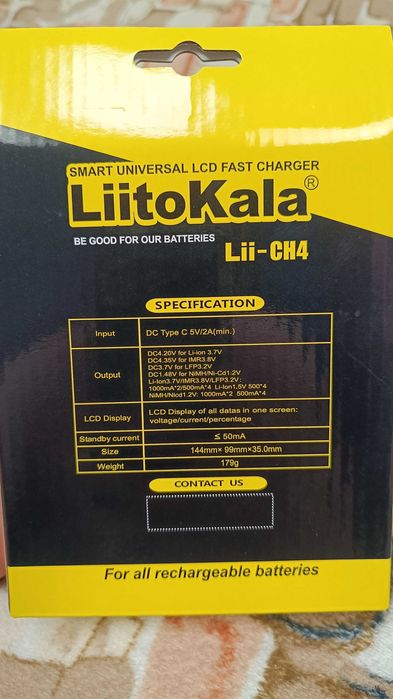 SMART UNIVERSAL LCD FAST CHARGER
LiitoKala®
BE GOOD FOR OUR BATTERIES
Lii-CH4
SPECIFICATION
Input DC Type C 5V/2A(min.)
Output
DC4.20V for Li-ion 3.7V
DC4.35V for IMR3.8V
DC3.7V for LFP3.2V
DC1.48V for NiMH/Ni-Cd1.2V
Li-Ion3.7V/IMR3.8V/LFP3.2V:
1000mA*2/500mA*4 Li-Ion1.5V 500*4
NiMH/Nicd1.2V: 1000mA*2 500mA*4
LCD Display
LCD Display of all datas in one screen:
voltage/current/percentage
Standby current ≤ 50mA
Size 144mm× 99mm×35.0mm
Weight 179g
CONTACT US
For all rechargeable batteries